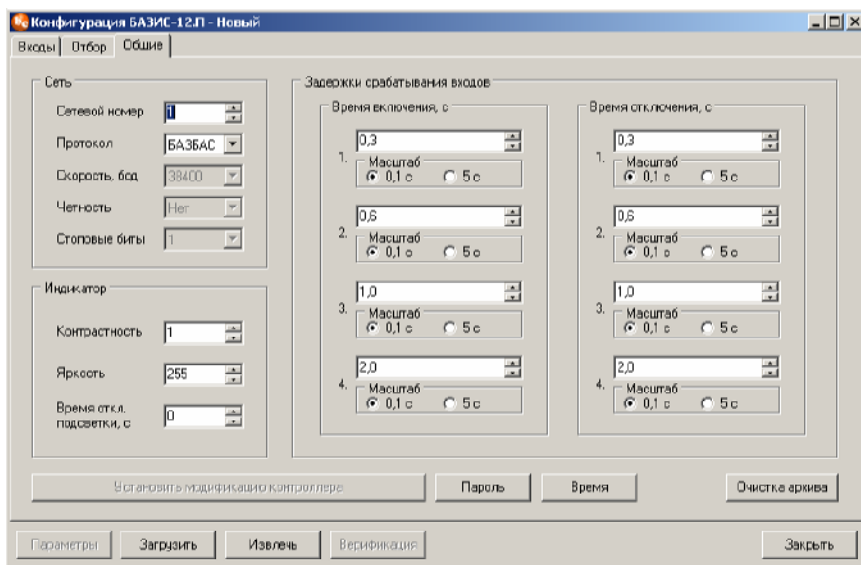 Конфигурация БАЗИС-12.П - Новый
Входы Отбор Общие
Сеть
Сетевой номер 1
Протокол БАЗБАС
Скорость, бод 38400
Четность Нет
Стоповые биты 1
Индикатор
Контрастность 1
Яркость 255
Время откл. подсветки, с 0
Задержки срабатывания входов
Время включения, с
1. 0,3
Масштаб
0,1 с 5 с
2. 0,6
Масштаб
0,1 с 5 с
3. 1,0
Масштаб
0,1 с 5 с
4. 2,0
Масштаб
0,1 с 5 с
Время отключения, с
1. 0,3
Масштаб
0,1 с 5 с
2. 0,6
Масштаб
0,1 с 5 с
3. 1,0
Масштаб
0,1 с 5 с
4. 2,0
Масштаб
0,1 с 5 с
Установить модификацию контроллера Пароль Время Очистка архива
Параметры Загрузить Извлечь Верификация Закрыть